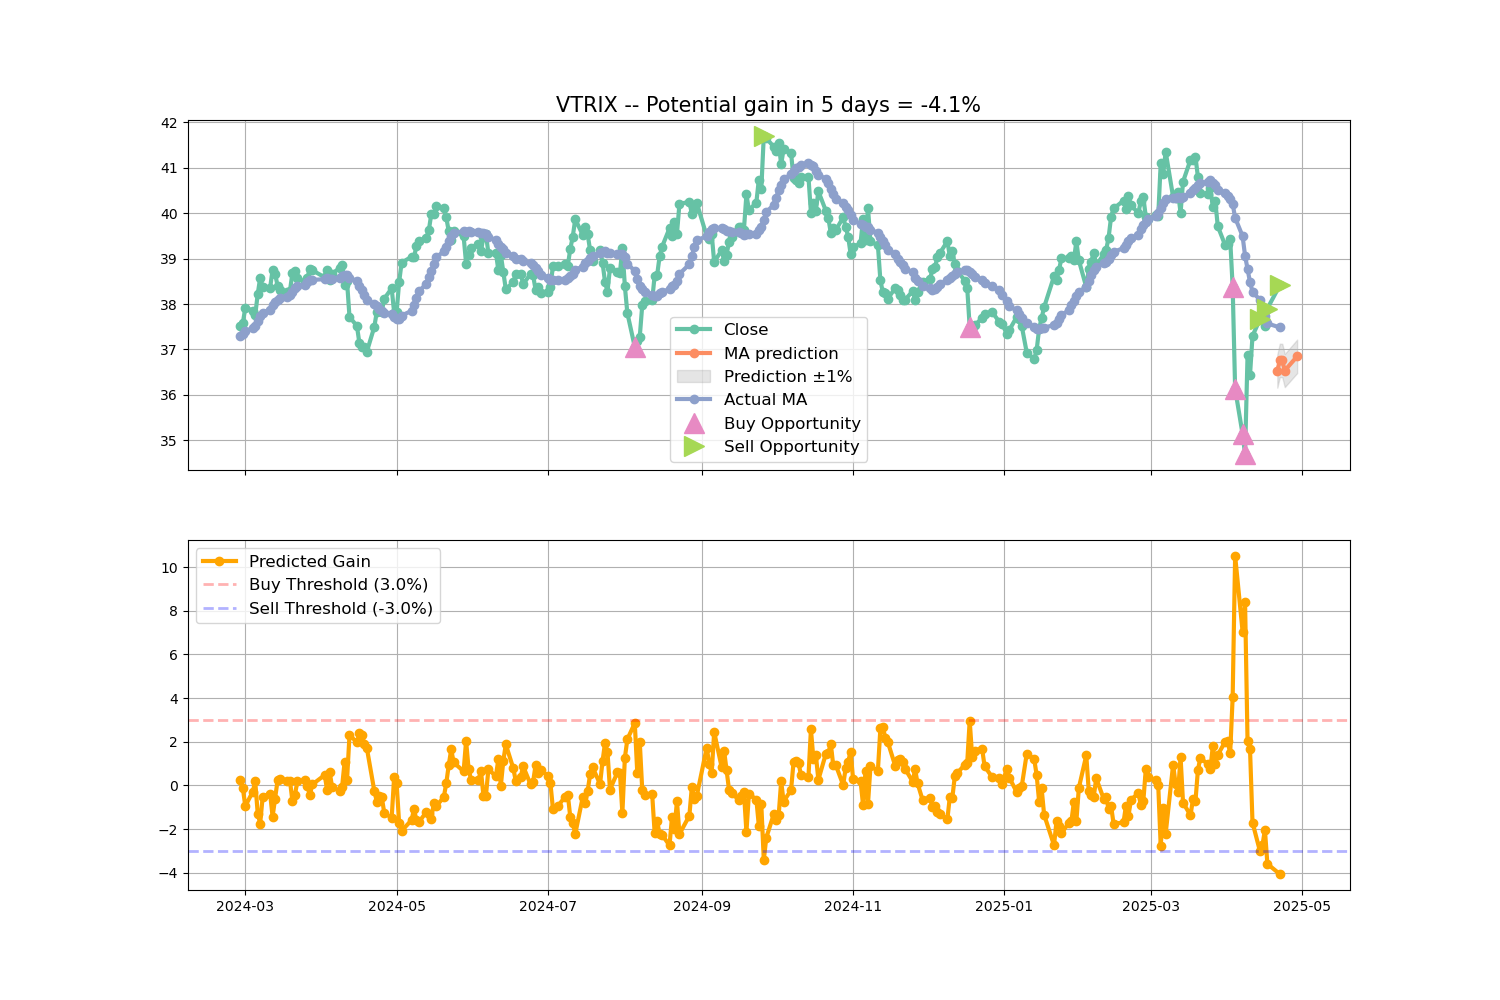 VTRIX -- Potential gain in 5 days = -4.1%
42
41
40
39
38
37
36
35
Close
MA prediction
Prediction ±1%
Actual MA
Buy Opportunity
Sell Opportunity
Predicted Gain
Buy Threshold (3.0%)
Sell Threshold (-3.0%)
10
8
6
4
2
0
−2
−4
2024-03 2024-05 2024-07 2024-09 2024-11 2025-01 2025-03 2025-05